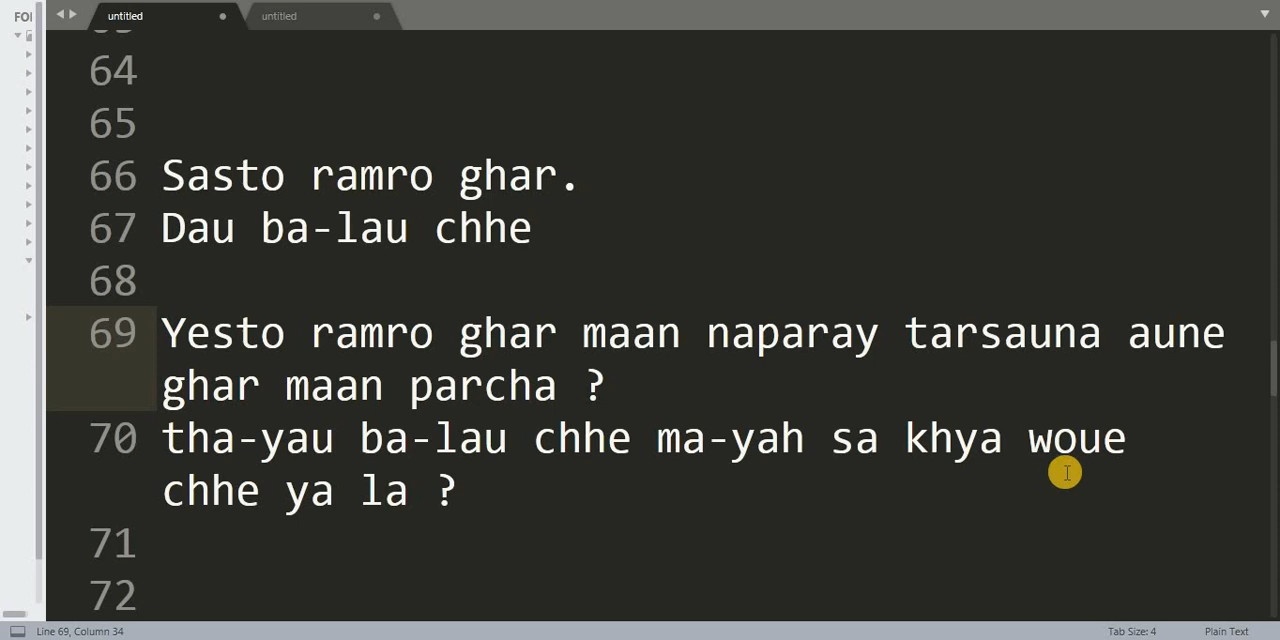 FOI
untitled
untitled
64
65
66 Sasto ramro ghar.
67 Dau ba-lau chhe
68
69 Yesto ramro ghar maan naparay tarsauna aune
ghar maan parcha ?
70 tha-yau ba-lau chhe ma-yah sa khya woue
chhe ya la ?
71
72
Line 69, Column 34
Tab Size: 4
Plain Text